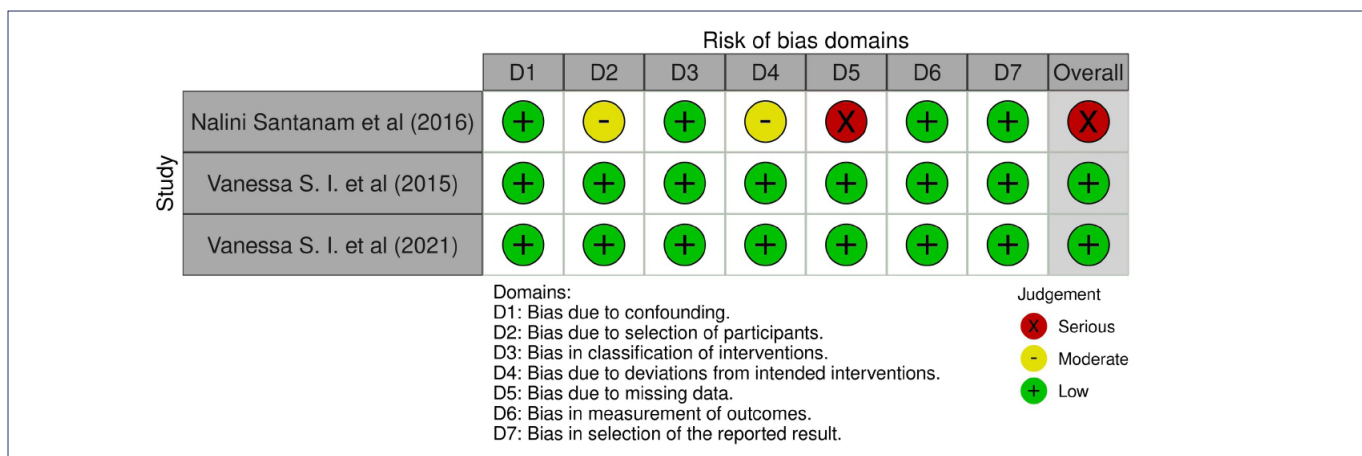 Risk of bias domains
D1 D2 D3 D4 D5 D6 D7 Overall
Study
Nalini Santanam et al (2016) + - + - X + + X
Vanessa S. I. et al (2015) + + + + + + + +
Vanessa S. I. et al (2021) + + + + + + + +
Domains:
D1: Bias due to confounding.
D2: Bias due to selection of participants.
D3: Bias in classification of interventions.
D4: Bias due to deviations from intended interventions.
D5: Bias due to missing data.
D6: Bias in measurement of outcomes.
D7: Bias in selection of the reported result.
Judgement
X Serious
- Moderate
+ Low